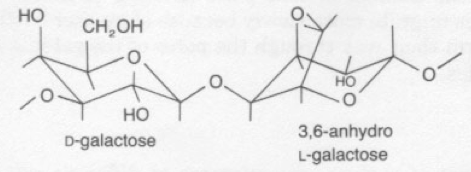 HO
CH2OH
O
O
O
HO
O
HO
O
O
D-galactose
3,6-anhydro
L-galactose